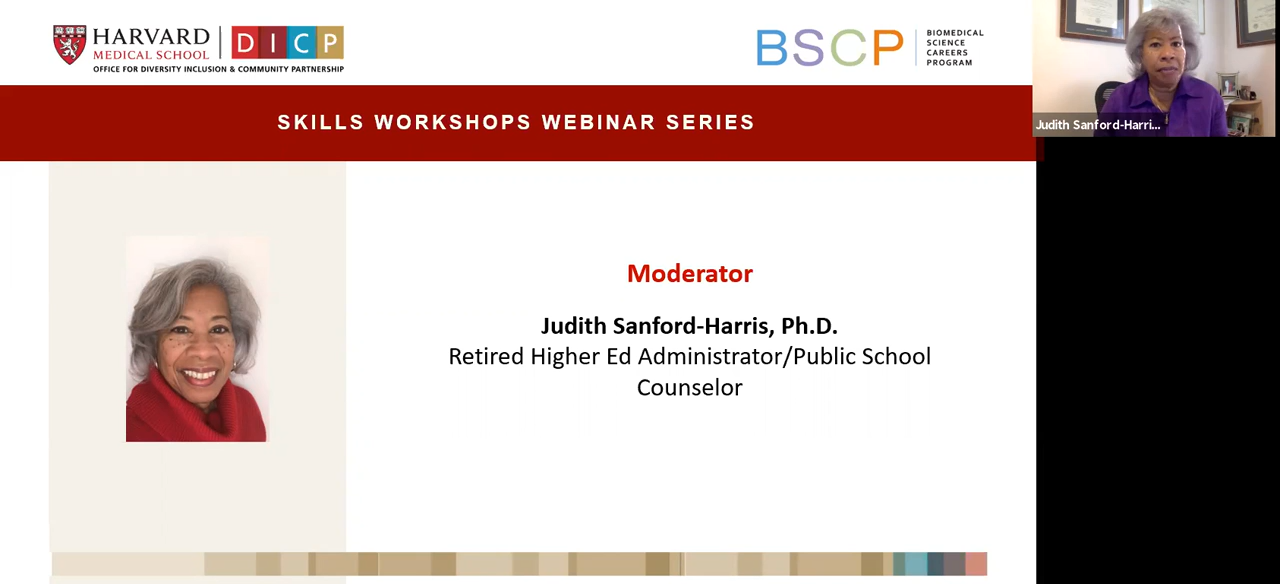 HARVARD
MEDICAL SCHOOL
DICP
OFFICE FOR DIVERSITY INCLUSION & COMMUNITY PARTNERSHIP
BSCP
BIOMEDICAL
SCIENCE
CAREERS
PROGRAM
Judith Sanford-Harri...
SKILLS WORKSHOPS WEBINAR SERIES
Moderator
Judith Sanford-Harris, Ph.D.
Retired Higher Ed Administrator/Public School
Counselor